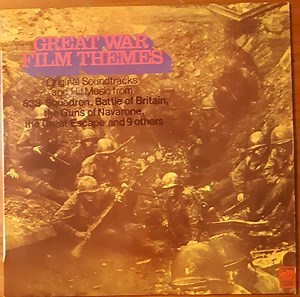 GREAT WAR
FILM THEMES
Original Soundtracks
and Hit Music from
633 Squadron, Battle of Britain,
the Guns of Navarone,
the Great Escape and 9 others